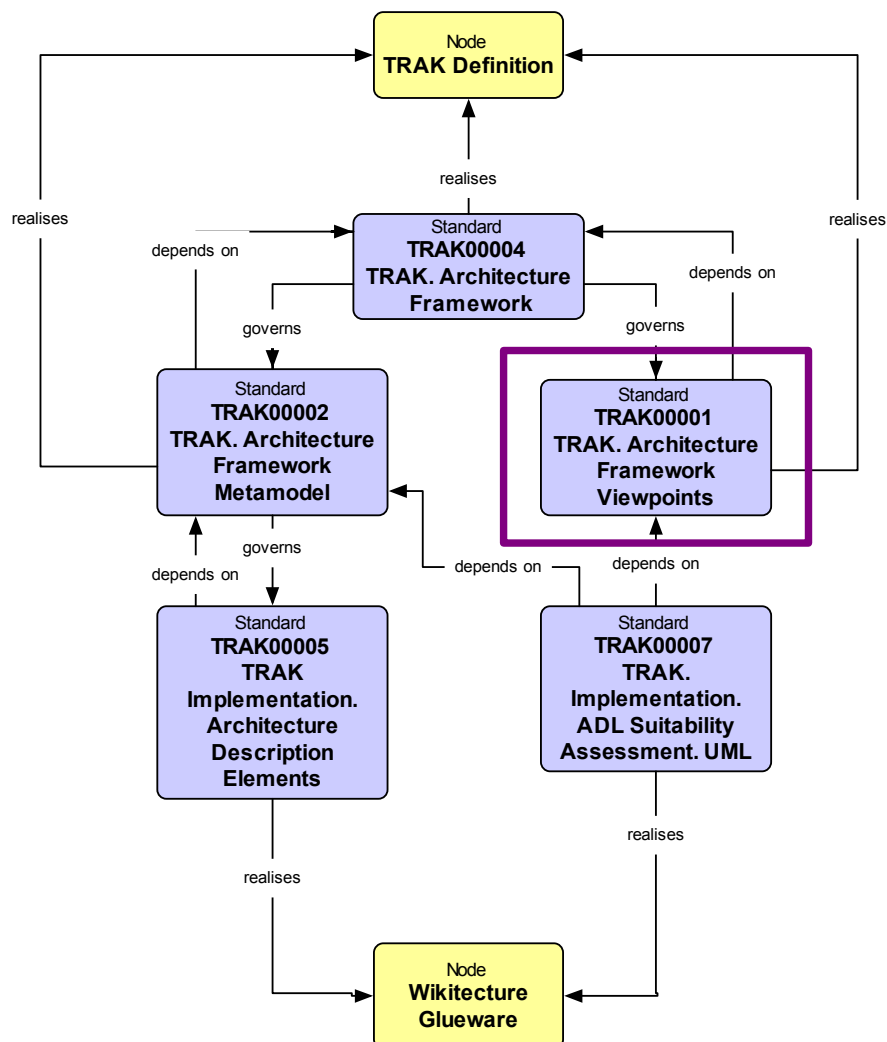 Node
TRAK Definition
realises
realises
realises
depends on
Standard
TRAK00004
TRAK. Architecture
Framework
depends on
governs
governs
Standard
TRAK00002
TRAK. Architecture
Framework
Metamodel
Standard
TRAK00001
TRAK. Architecture
Framework
Viewpoints
governs
depends on
depends on
depends on
Standard
TRAK00005
TRAK
Implementation.
Architecture
Description
Elements
Standard
TRAK00007
TRAK.
Implementation.
ADL Suitability
Assessment. UML
realises
realises
Node
Wikitecture
Glueware